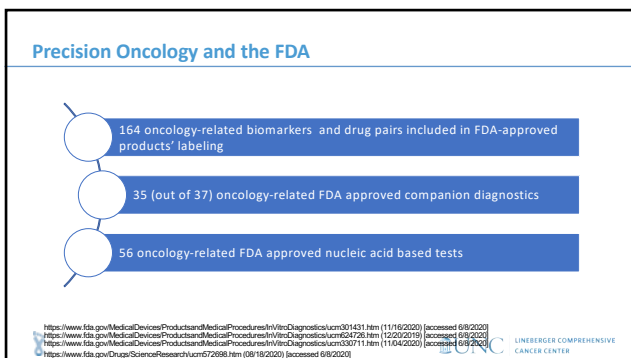 Precision Oncology and the FDA
164 oncology-related biomarkers and drug pairs included in FDA-approved
products' labeling
35 (out of 37) oncology-related FDA approved companion diagnostics
56 oncology-related FDA approved nucleic acid based tests
https://www.fda.gov/MedicalDevices/ProductsandMedicalProcedures/InVitroDiagnostics/ucm301431.htm (11/16/2020) [accessed 6/8/2020]
https://www.fda.gov/MedicalDevices/ProductsandMedicalProcedures/InVitroDiagnostics/ucm624726.htm (12/20/2019) [accessed 6/8/2020]
https://www.fda.gov/MedicalDevices/ProductsandMedicalProcedures/InVitroDiagnostics/ucm330711.htm (11/04/2020) [accessed 6/8/2020]
https://www.fda.gov/Drugs/ScienceResearch/ucm572698.htm (08/18/2020) [accessed 6/8/2020]
UNC
LINEBERGER COMPREHENSIVE
CANCER CENTER